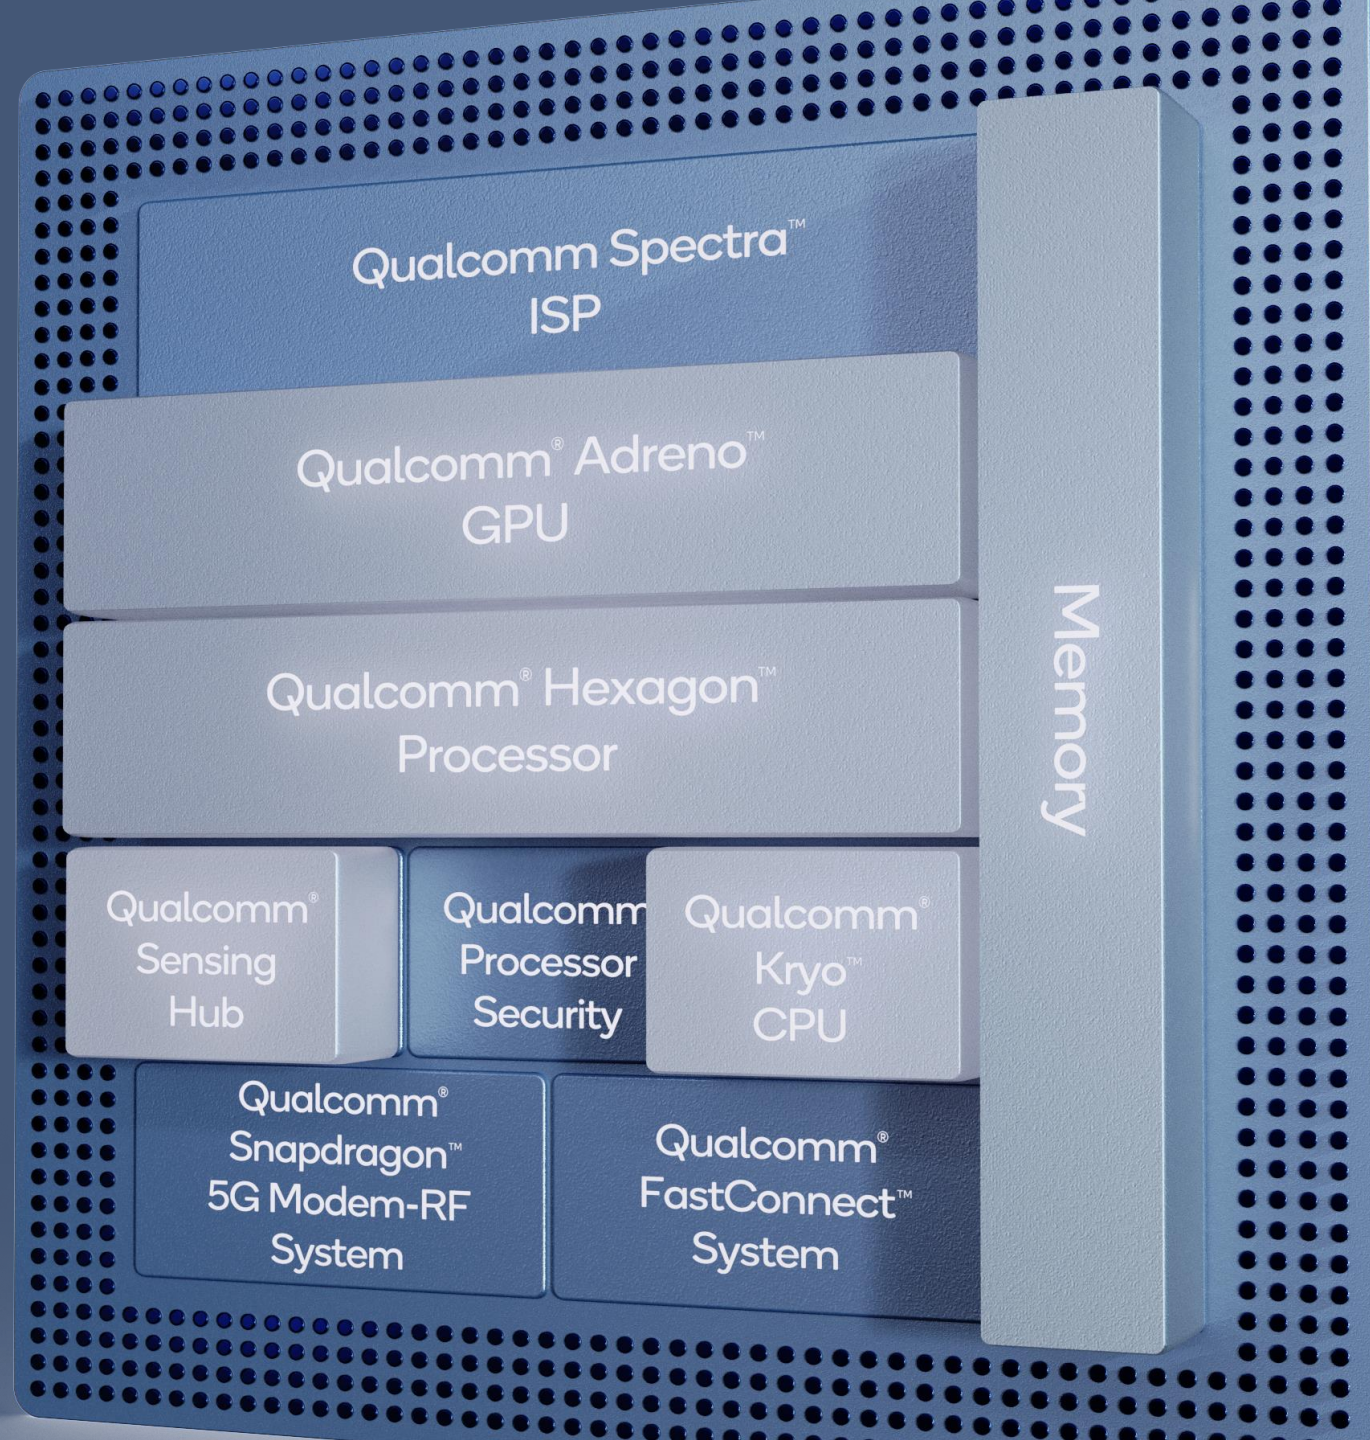 Qualcomm Spectra™
ISP
Qualcomm® Adreno™
GPU
Qualcomm® Hexagon™
Processor
Memory
Qualcomm®
Sensing
Hub
Qualcomm
Processor
Security
Qualcomm®
Kryo™
CPU
Qualcomm®
Snapdragon™
5G Modem-RF
System
Qualcomm®
FastConnect™
System